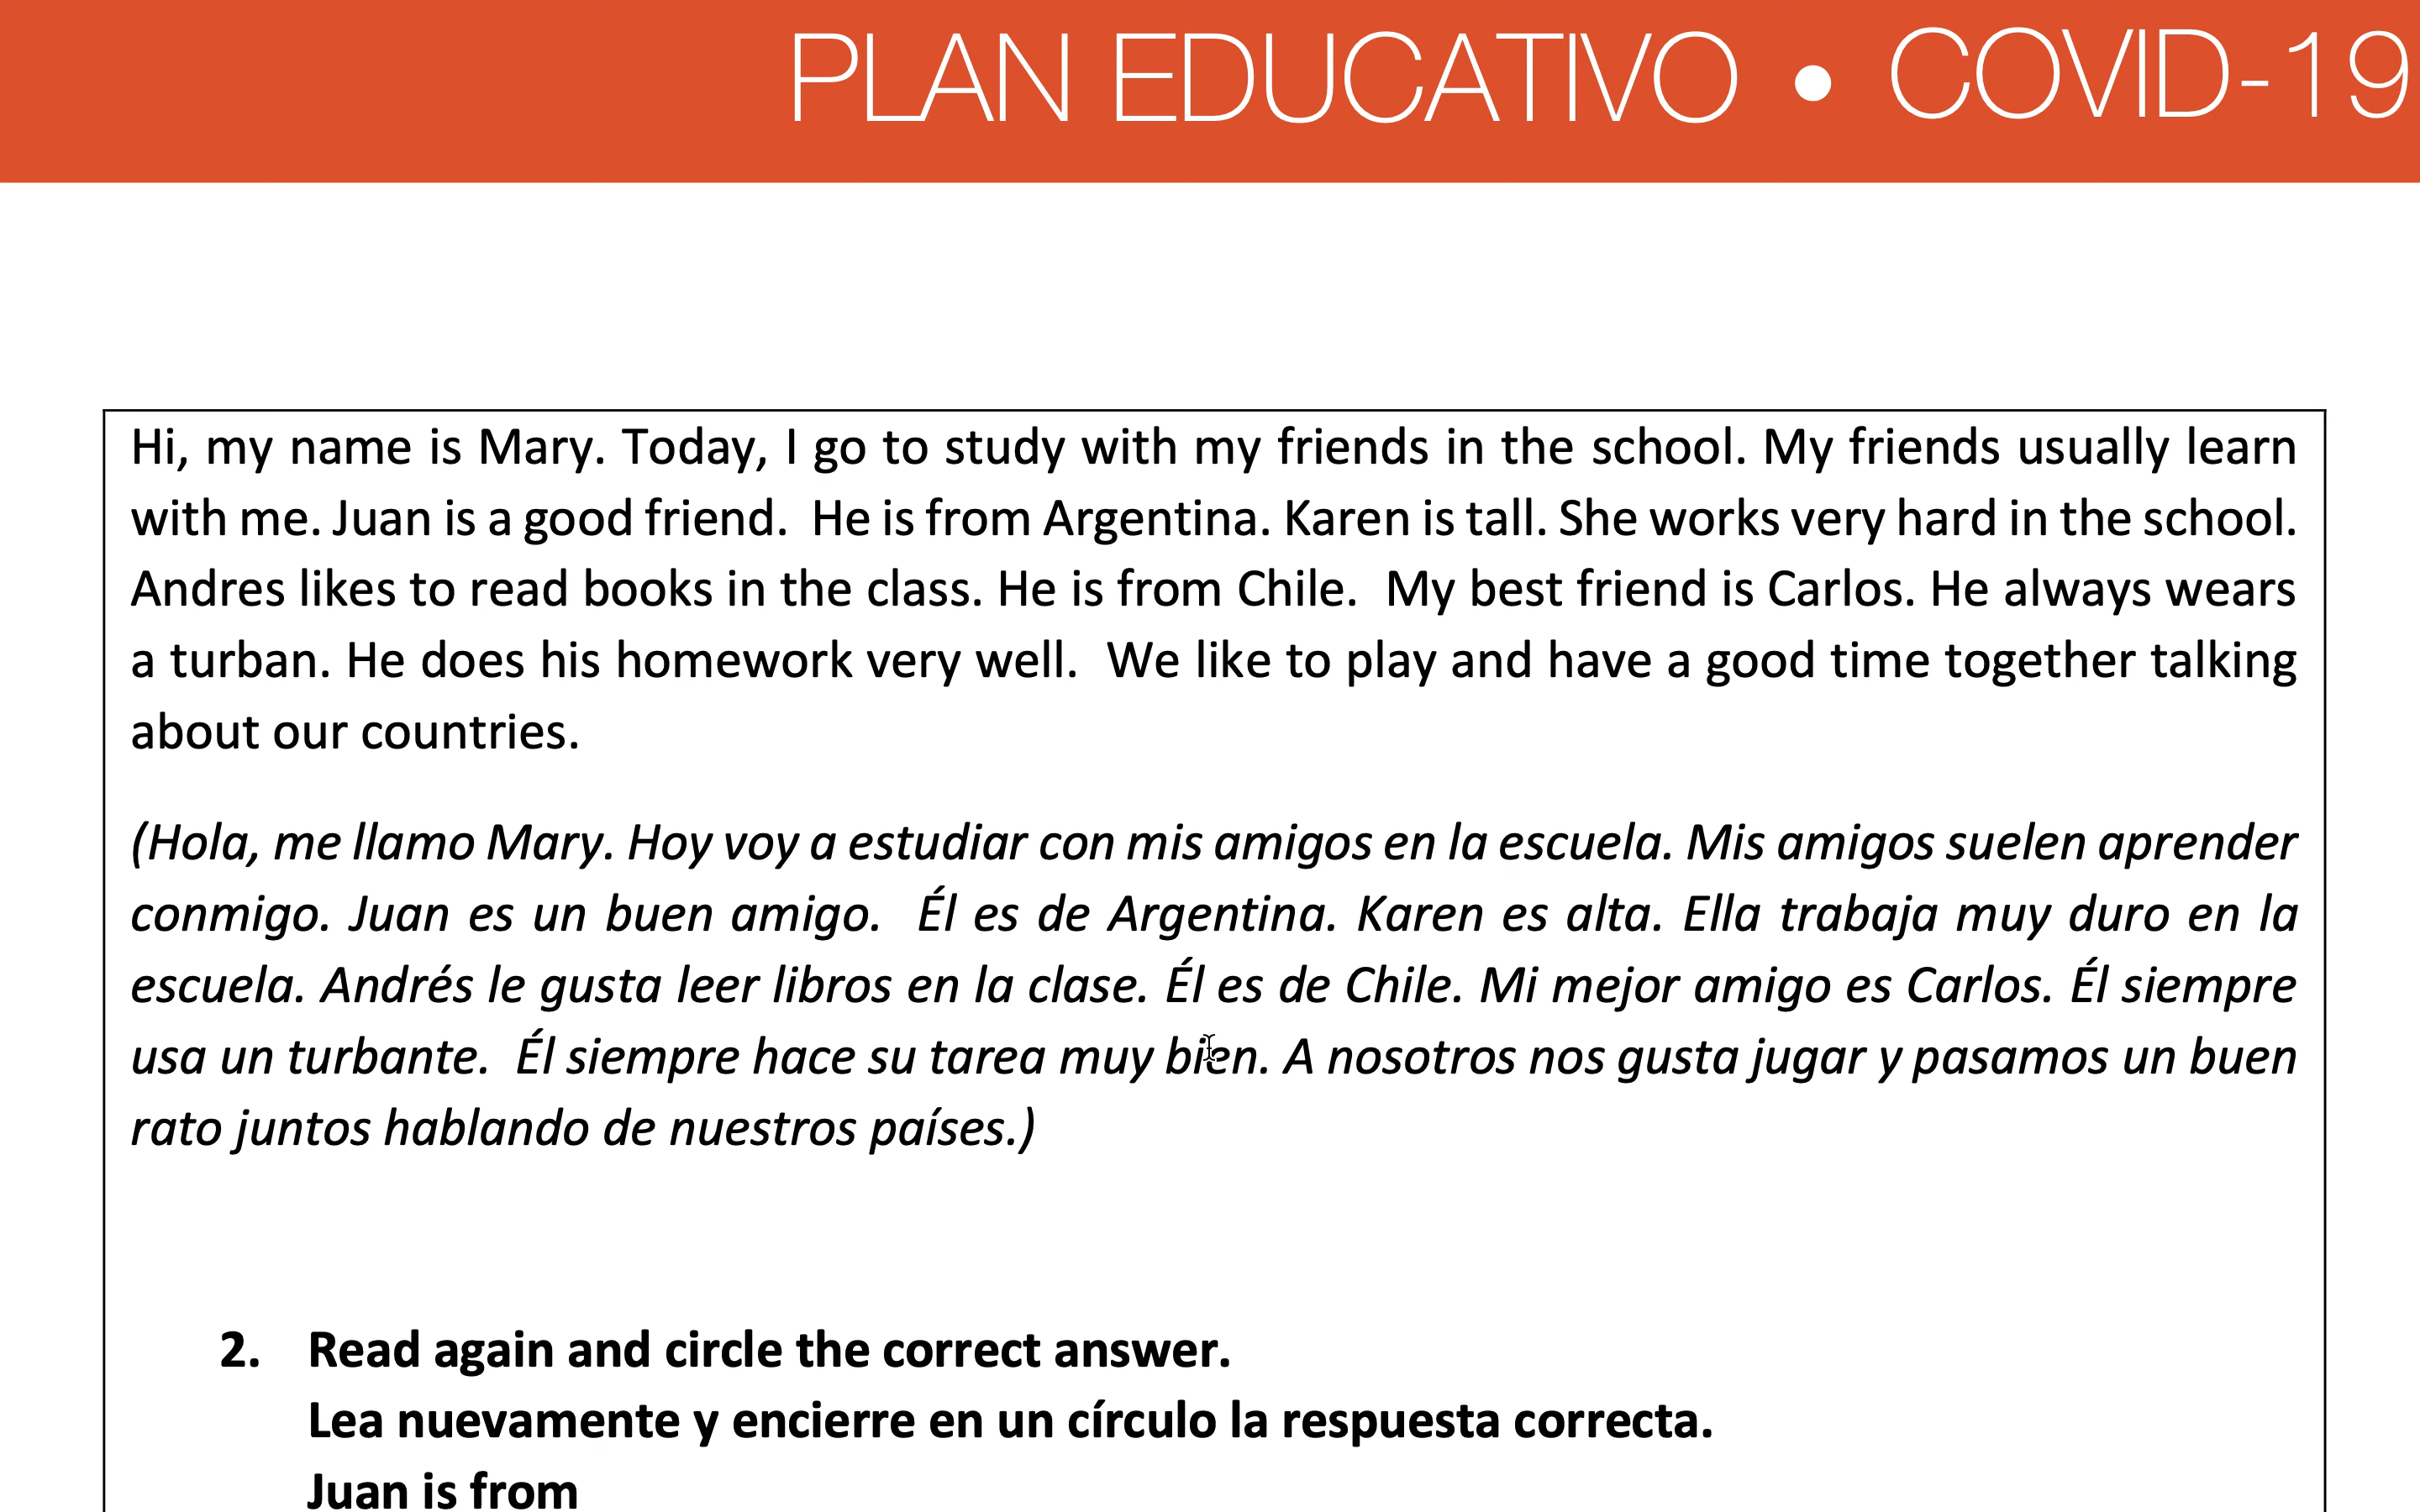 PLAN EDUCATIVO • COVID-19
Hi, my name is Mary. Today, I go to study with my friends in the school. My friends usually learn
with me. Juan is a good friend.  He is from Argentina. Karen is tall. She works very hard in the school.
Andres likes to read books in the class. He is from Chile.  My best friend is Carlos. He always wears
a turban. He does his homework very well.  We like to play and have a good time together talking
about our countries.
(Hola, me llamo Mary. Hoy voy a estudiar con mis amigos en la escuela. Mis amigos suelen aprender
conmigo. Juan es un buen amigo.  Él es de Argentina. Karen es alta. Ella trabaja muy duro en la
escuela. Andrés le gusta leer libros en la clase. Él es de Chile. Mi mejor amigo es Carlos. Él siempre
usa un turbante.  Él siempre hace su tarea muy bien. A nosotros nos gusta jugar y pasamos un buen
rato juntos hablando de nuestros países.)
2. Read again and circle the correct answer.
Lea nuevamente y encierre en un círculo la respuesta correcta.
Juan is from